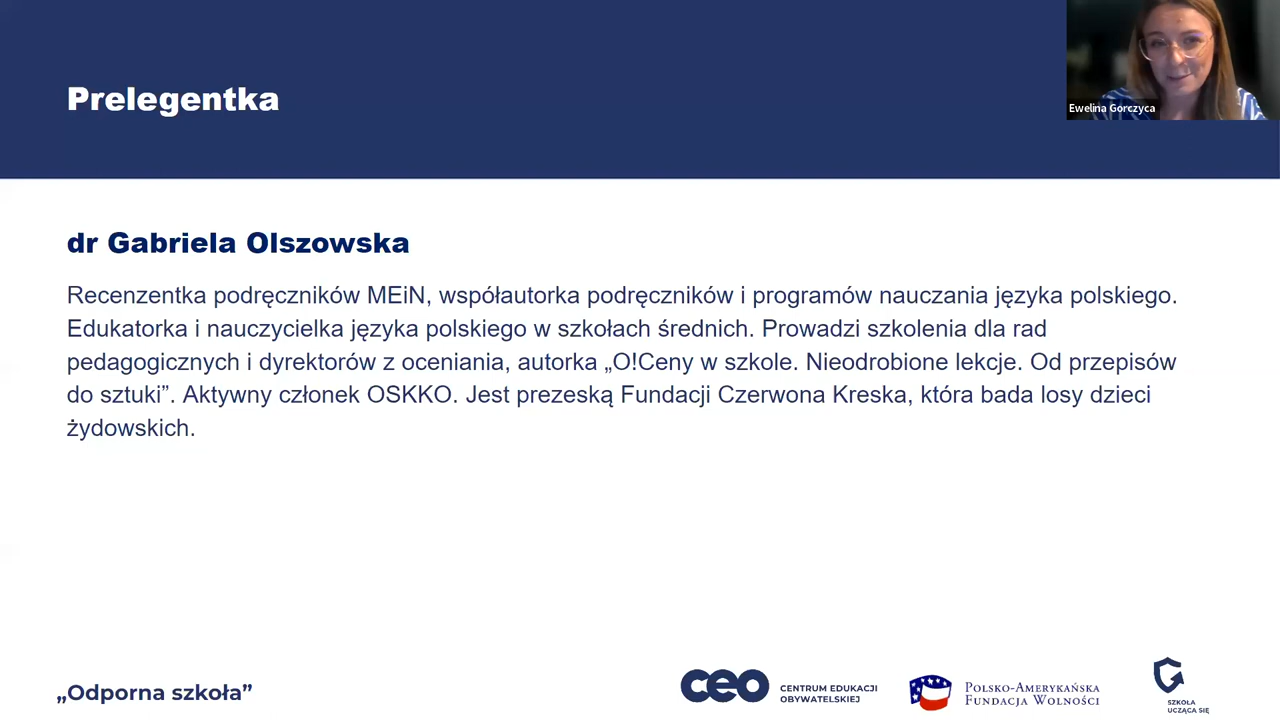 Prelegentka
Ewelina Gorczyca
dr Gabriela Olszowska
Recenzentka podręczników MEiN, współautorka podręczników i programów nauczania języka polskiego.
Edukatorka i nauczycielka języka polskiego w szkołach średnich. Prowadzi szkolenia dla rad
pedagogicznych i dyrektorów z oceniania, autorka „O!Ceny w szkole. Nieodrobione lekcje. Od przepisów
do sztuki”. Aktywny członek OSKKO. Jest prezeską Fundacji Czerwona Kreska, która bada losy dzieci
żydowskich.
„Odporna szkoła”
ceo
CENTRUM EDUKACJI
OBYWATELSKIEJ
POLSKO-AMERYKAŃSKA
FUNDACJA WOLNOŚCI
SZKOŁA
UCZĄCA SIĘ